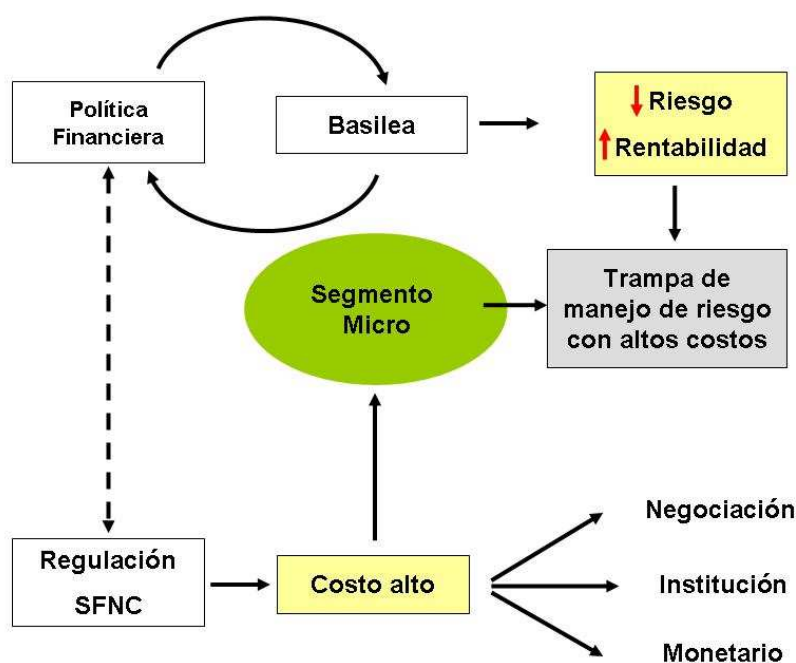 Política
Financiera
Basilea
Riesgo
Rentabilidad
Segmento
Micro
Trampa de
manejo de riesgo
con altos costos
Negociación
Regulación
SFNC
Costo alto
Institución
Monetario